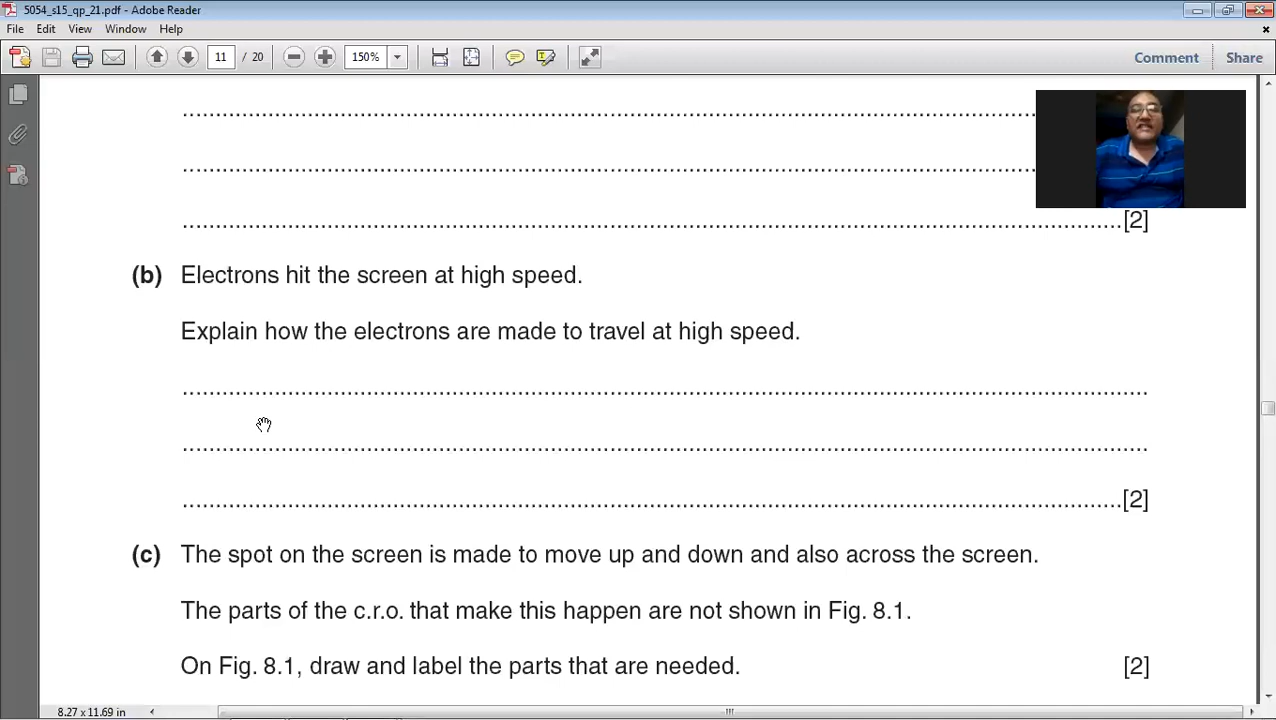 5054_s15_qp_21.pdf - Adobe Reader
File Edit View Window Help
11 / 20 150% Comment Share
[2]
(b) Electrons hit the screen at high speed.
Explain how the electrons are made to travel at high speed.
[2]
(c) The spot on the screen is made to move up and down and also across the screen.
The parts of the c.r.o. that make this happen are not shown in Fig. 8.1.
On Fig. 8.1, draw and label the parts that are needed. [2]
8.27 x 11.69 in